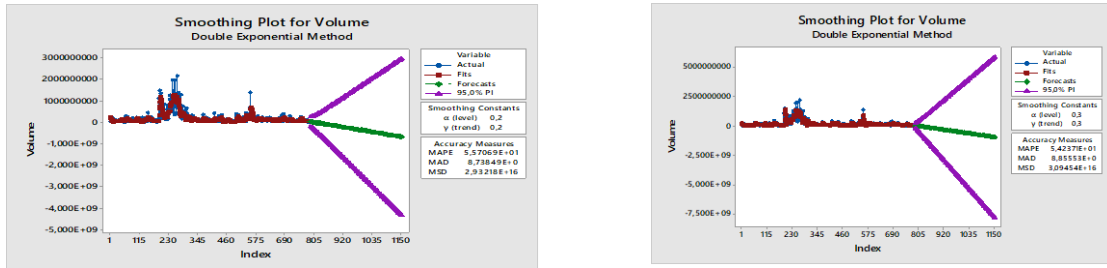 Smoothing Plot for Volume
Double Exponential Method
3000000000
2000000000
1000000000
0
-1,000E+09
-2,000E+09
-3,000E+09
-4,000E+09
-5,000E+09
Volume
1 115 230 345 460 575 690 805 920 1035 1150
Index
Variable
Actual
Fits
Forecasts
95,0% PI
Smoothing Constants
α (level) 0,2
γ (trend) 0,2
Accuracy Measures
MAPE 5,57069E+01
MAD 8,73849E+0
MSD 2,93218E+16
Smoothing Plot for Volume
Double Exponential Method
5000000000
2500000000
0
-2,500E+09
-5,000E+09
-7,500E+09
Volume
1 115 230 345 460 575 690 805 920 1035 1150
Index
Variable
Actual
Fits
Forecasts
95,0% PI
Smoothing Constants
α (level) 0,3
γ (trend) 0,3
Accuracy Measures
MAPE 5,42371E+01
MAD 8,85553E+0
MSD 3,09454E+16